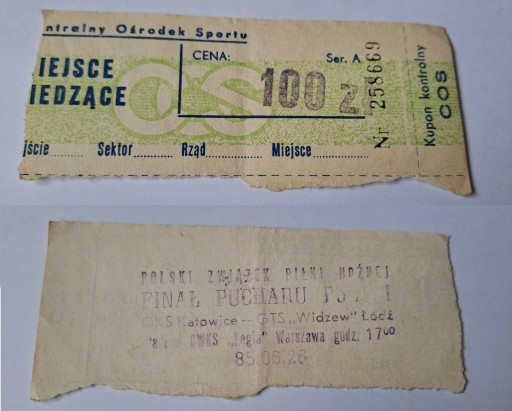 ntralny Ośrodek Sportu
CENA:
Ser. A
IEJSCE
IEDZĄCE
100 zł
Nr 258669
Kupon kontrolny
COS
jście Sektor Rząd Miejsce
POLSKI ZWIĄZEK PIŁKI NOŻNEJ
FINAŁ PUCHARU
GKS Katowice - GTS „Widzew" Łódź
CWKS „Legia" Warszawa godz. 17⁰⁰
85.06.26